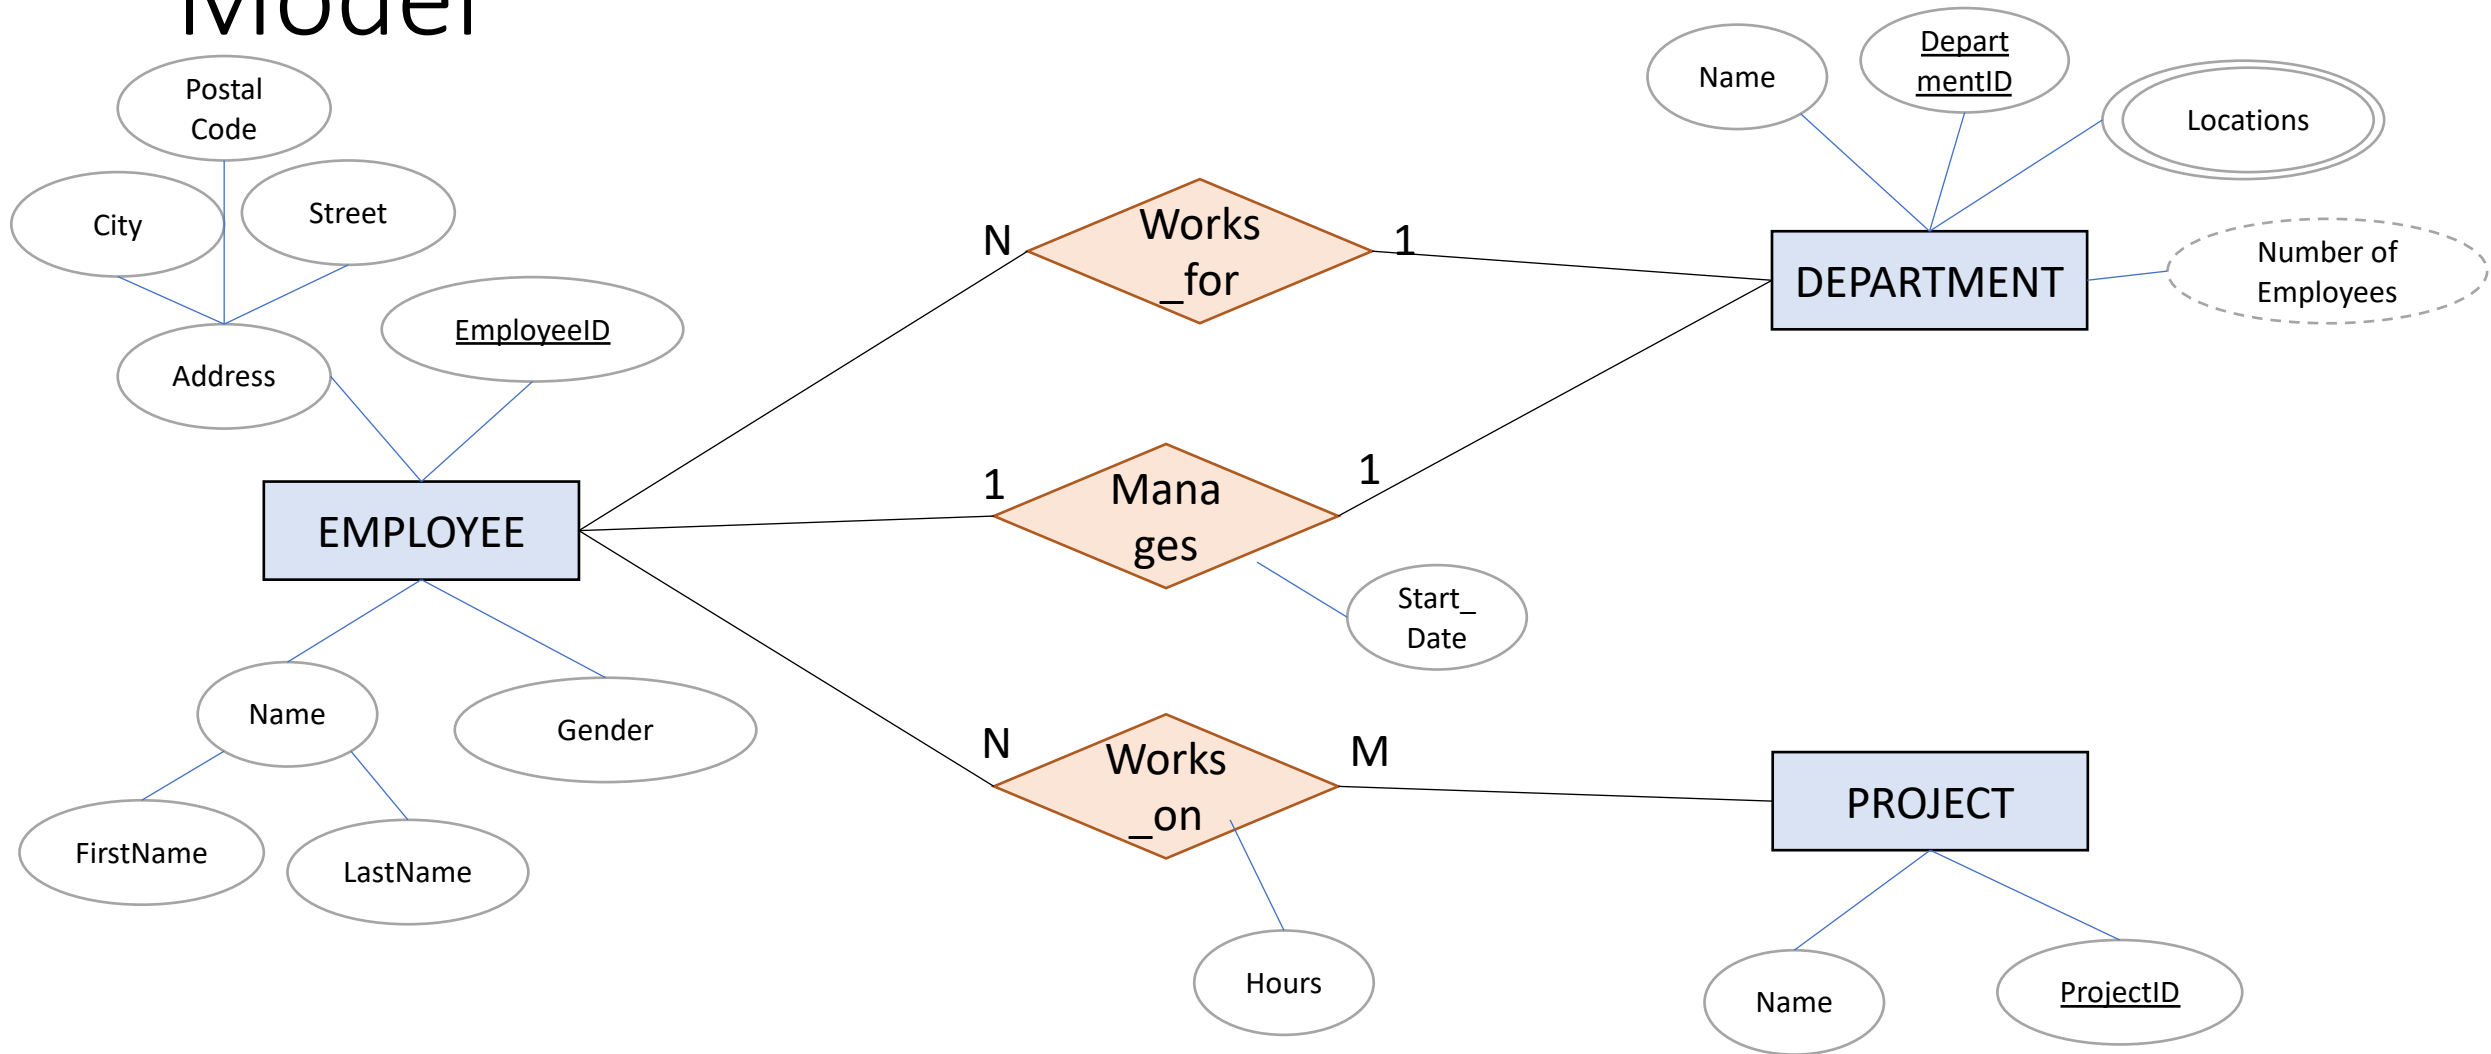 Model
Postal
Code
City
Street
Address
EmployeeID
EMPLOYEE
Name
Gender
FirstName
LastName
N
Works
_for
1
1
Mana
ges
1
Start_
Date
N
Works
_on
M
Hours
Name
Depart
mentID
Locations
DEPARTMENT
Number of
Employees
PROJECT
Name
ProjectID